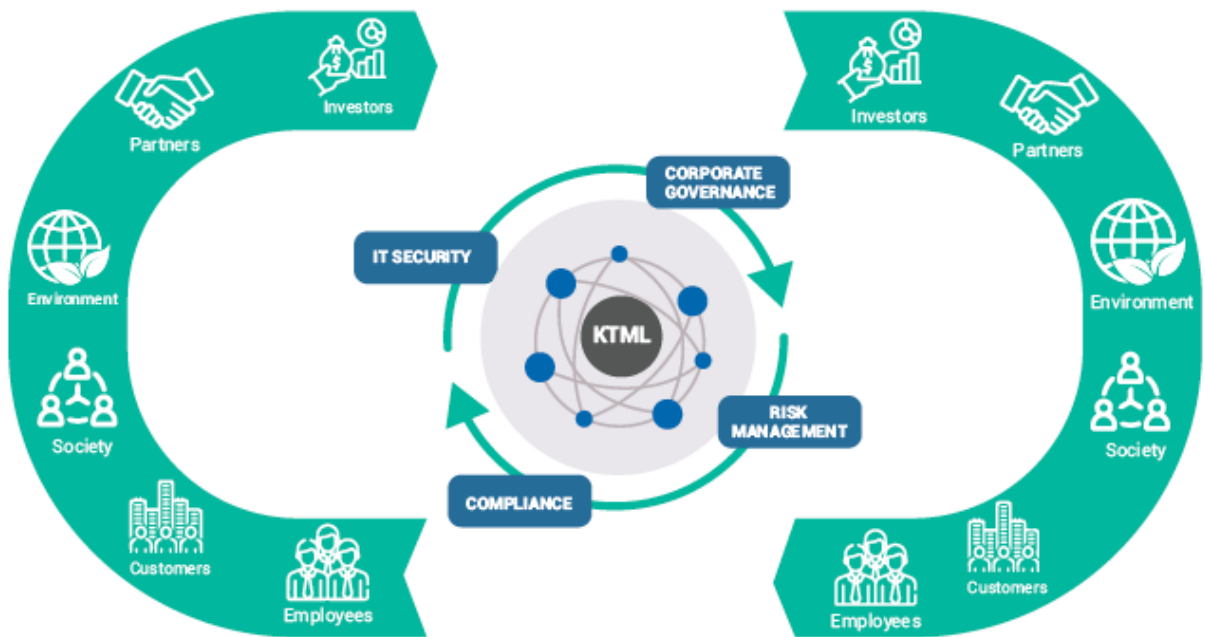 Investors
Partners
Environment
Society
Customers
Employees
CORPORATE
GOVERNANCE
IT SECURITY
KTML
RISK
MANAGEMENT
COMPLIANCE
Investors
Partners
Environment
Society
Customers
Employees